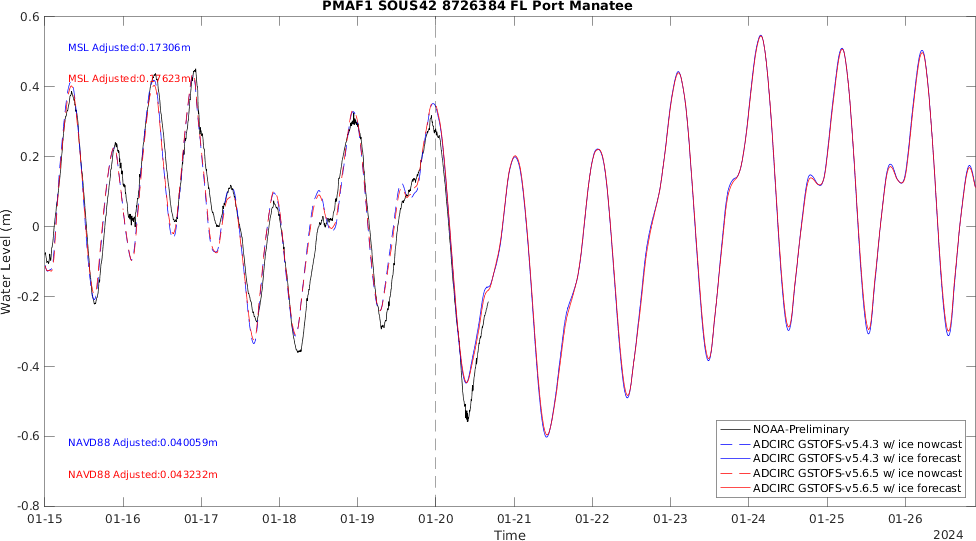 PMAF1 SOUS42 8726384 FL Port Manatee
MSL Adjusted:0.17306m
MSL Adjusted:0.17623m
NAVD88 Adjusted:0.040059m
NAVD88 Adjusted:0.043232m
Water Level (m)
0.6
0.4
0.2
0
-0.2
-0.4
-0.6
-0.8
NOAA-Preliminary
ADCIRC GSTOFS-v5.4.3 w/ ice nowcast
ADCIRC GSTOFS-v5.4.3 w/ ice forecast
ADCIRC GSTOFS-v5.6.5 w/ ice nowcast
ADCIRC GSTOFS-v5.6.5 w/ ice forecast
01-15 01-16 01-17 01-18 01-19 01-20 01-21 01-22 01-23 01-24 01-25 01-26
Time
2024